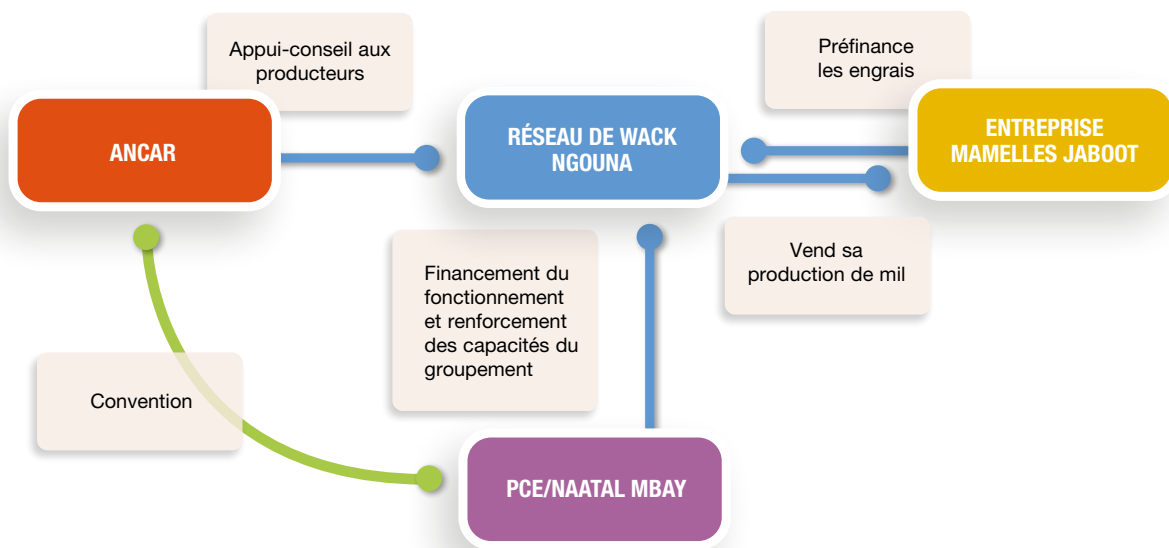 Appui-conseil aux
producteurs
Préfinance
les engrais
ANCAR
RÉSEAU DE WACK
NGOUNA
ENTREPRISE
MAMELLES JABOOT
Financement du
fonctionnement
et renforcement
des capacités du
groupement
Vend sa
production de mil
Convention
PCE/NAATAL MBAY